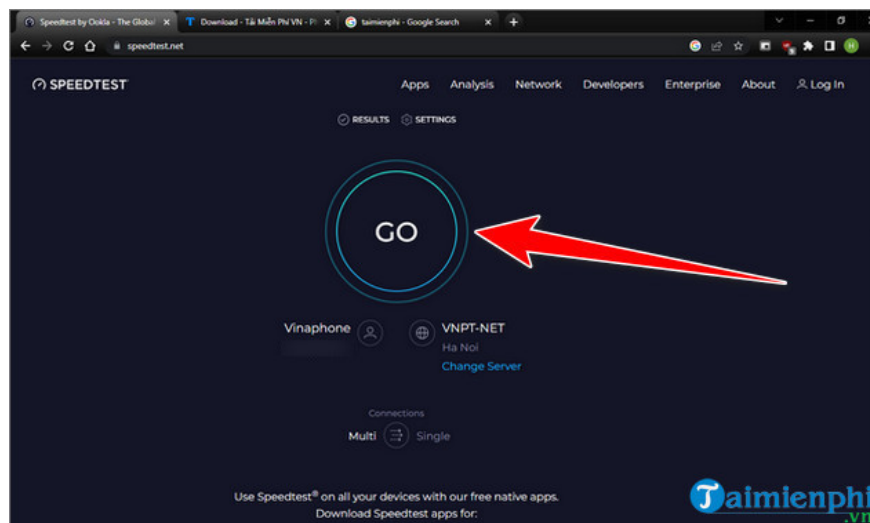 Speedtest by Ookla - The Global
Download - Tải Miễn Phí VN - Ph
taimienphi - Google Search
speedtest.net
SPEEDTEST
Apps Analysis Network Developers Enterprise About Log In
RESULTS SETTINGS
GO
Vinaphone
VNPT-NET
Ha Noi
Change Server
Connections
Multi Single
Use Speedtest® on all your devices with our free native apps.
Download Speedtest apps for:
Taimienphi
.vn